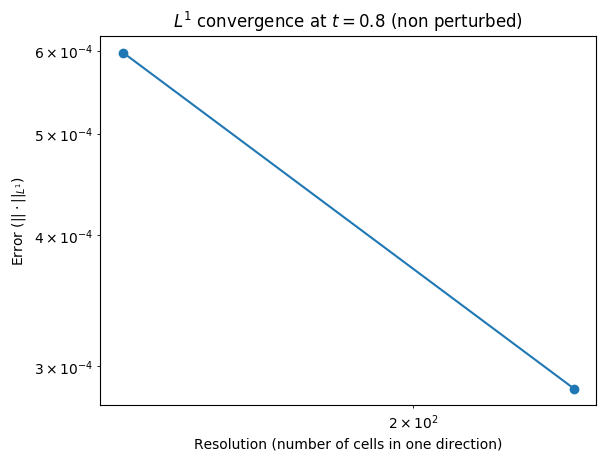 $L^1$ convergence at $t = 0.8$ (non perturbed)
$6 \times 10^{-4}$
$5 \times 10^{-4}$
$4 \times 10^{-4}$
$3 \times 10^{-4}$
Error ($|| \cdot ||_{L^1}$)
$2 \times 10^2$
Resolution (number of cells in one direction)